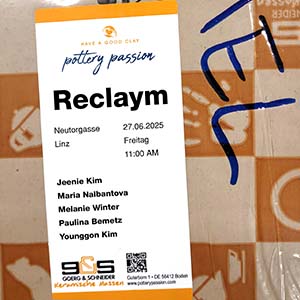 HAVE A GOOD CLAY
pottery passion
Reclaym
Neutorgasse 27.06.2025
Linz Freitag
11:00 AM
Jeenie Kim
Maria Nalbantova
Melanie Winter
Paulina Bemetz
Younggon Kim
G&S
GOERG & SCHNEIDER
keramische massen
Guterborn 1 • DE 56412 Boden
www.potterypassion.com